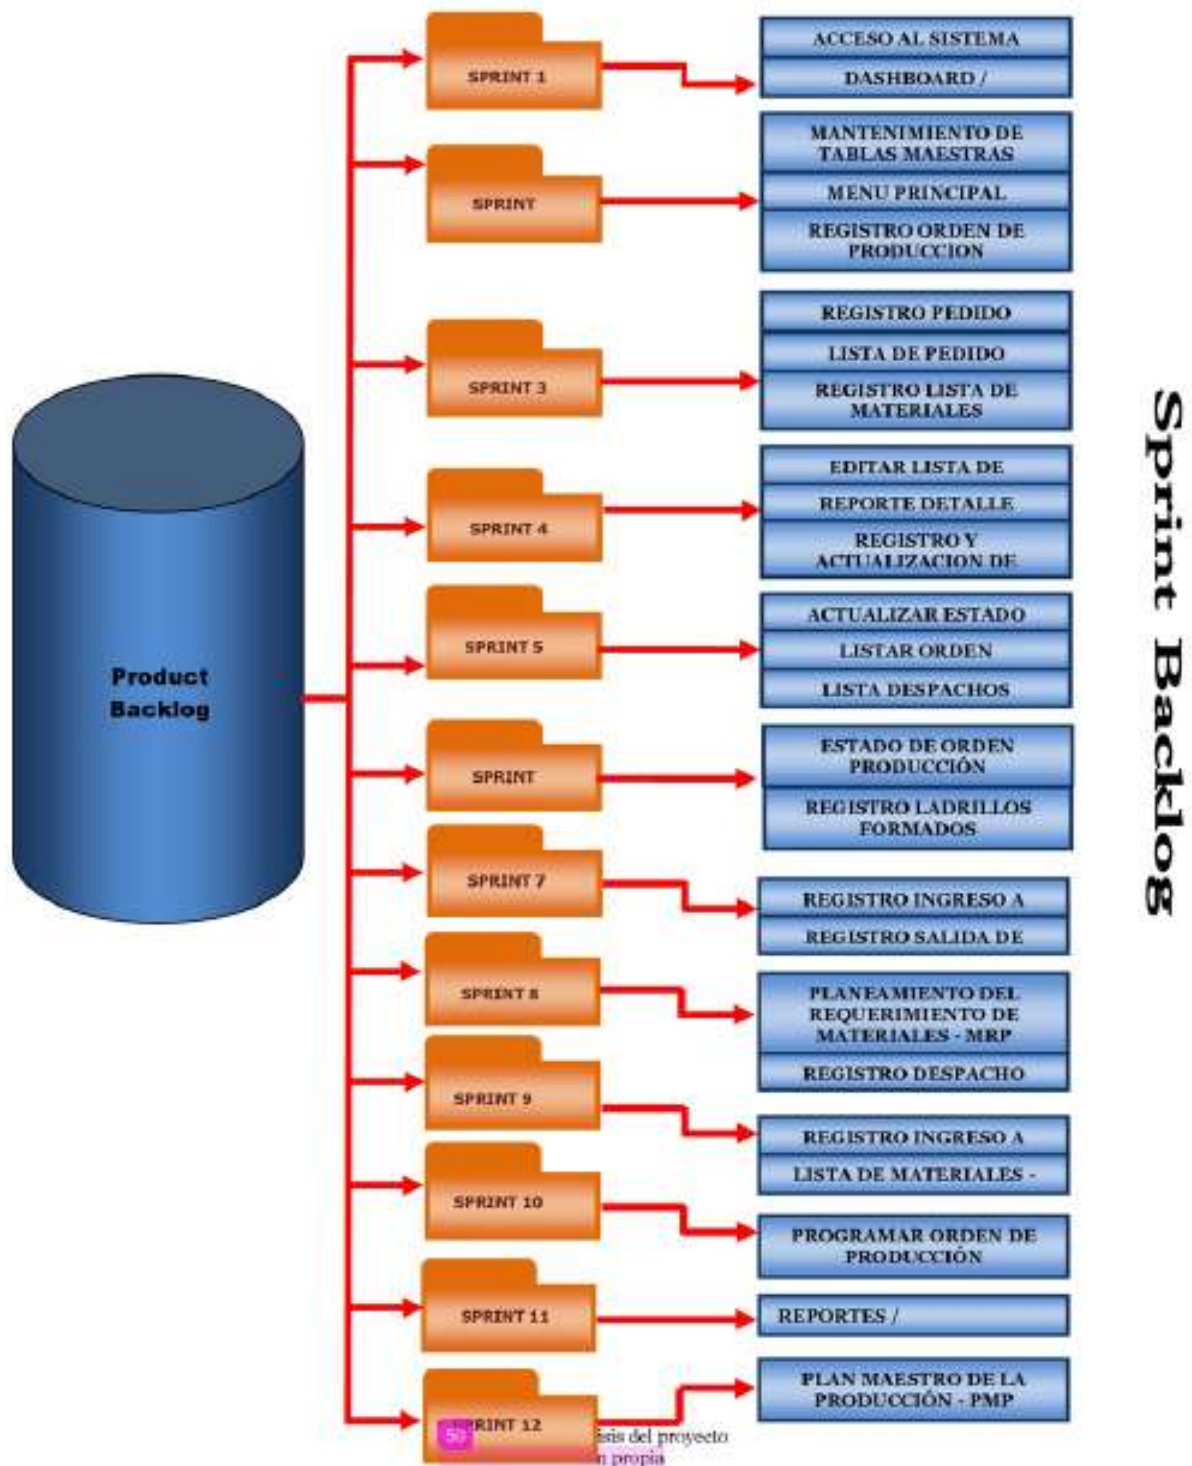 SPRINT 1
ACCESO AL SISTEMA
DASHBOARD /
SPRINT
MANTENIMIENTO DE
TABLAS MAESTRAS
MENU PRINCIPAL
REGISTRO ORDEN DE
PRODUCCION
SPRINT 3
REGISTRO PEDIDO
LISTA DE PEDIDO
REGISTRO LISTA DE
MATERIALES
SPRINT 4
EDITAR LISTA DE
REPORTE DETALLE
REGISTRO Y
ACTUALIZACION DE
SPRINT 5
ACTUALIZAR ESTADO
LISTAR ORDEN
LISTA DESPACHOS
Product
Backlog
SPRINT
ESTADO DE ORDEN
PRODUCCIÓN
REGISTRO LADRILLOS
FORMADOS
SPRINT 7
REGISTRO INGRESO A
REGISTRO SALIDA DE
SPRINT 8
PLANEAMIENTO DEL
REQUERIMIENTO DE
MATERIALES - MRP
REGISTRO DESPACHO
SPRINT 9
REGISTRO INGRESO A
LISTA DE MATERIALES -
SPRINT 10
PROGRAMAR ORDEN DE
PRODUCCIÓN
SPRINT 11
REPORTES /
SPRINT 12
PLAN MAESTRO DE LA
PRODUCCIÓN - PMP
Sprint Backlog
50
del proyecto
propia